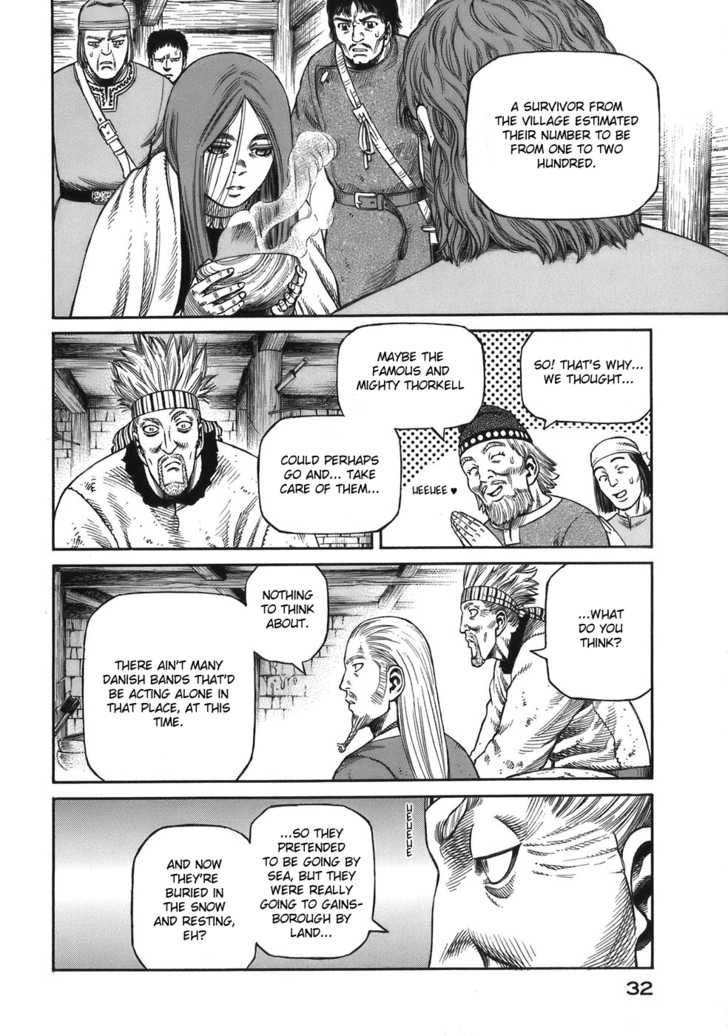 A SURVIVOR FROM
THE VILLAGE ESTIMATED
THEIR NUMBER TO BE
FROM ONE TO TWO
HUNDRED.
SO! THAT'S WHY...
WE THOUGHT...
MAYBE THE
FAMOUS AND
MIGHTY THORKELL
COULD PERHAPS
GO AND... TAKE
CARE OF THEM...
HEEHEE ♥
...WHAT
DO YOU
THINK?
NOTHING
TO THINK
ABOUT.
THERE AIN'T MANY
DANISH BANDS THAT'D
BE ACTING ALONE IN
THAT PLACE, AT THIS
TIME.
HEHEHE
...SO THEY
PRETENDED
TO BE GOING BY
SEA, BUT THEY
WERE REALLY
GOING TO GAINS-
BOROUGH BY
LAND...
AND NOW
THEY'RE
BURIED IN
THE SNOW
AND RESTING,
EH?
32